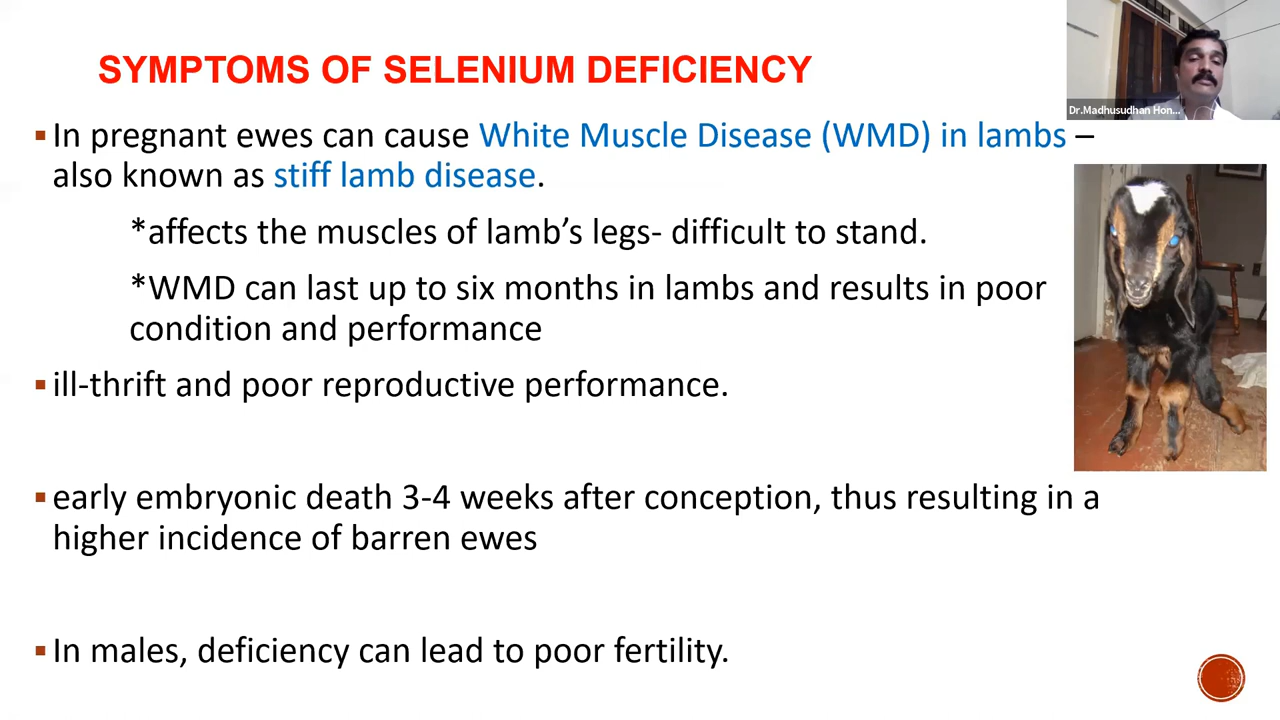 SYMPTOMS OF SELENIUM DEFICIENCY
Dr.Madhusudhan Hon...
▪In pregnant ewes can cause White Muscle Disease (WMD) in lambs –
also known as stiff lamb disease.
*affects the muscles of lamb’s legs- difficult to stand.
*WMD can last up to six months in lambs and results in poor
condition and performance
▪ill-thrift and poor reproductive performance.
▪early embryonic death 3-4 weeks after conception, thus resulting in a
higher incidence of barren ewes
▪In males, deficiency can lead to poor fertility.